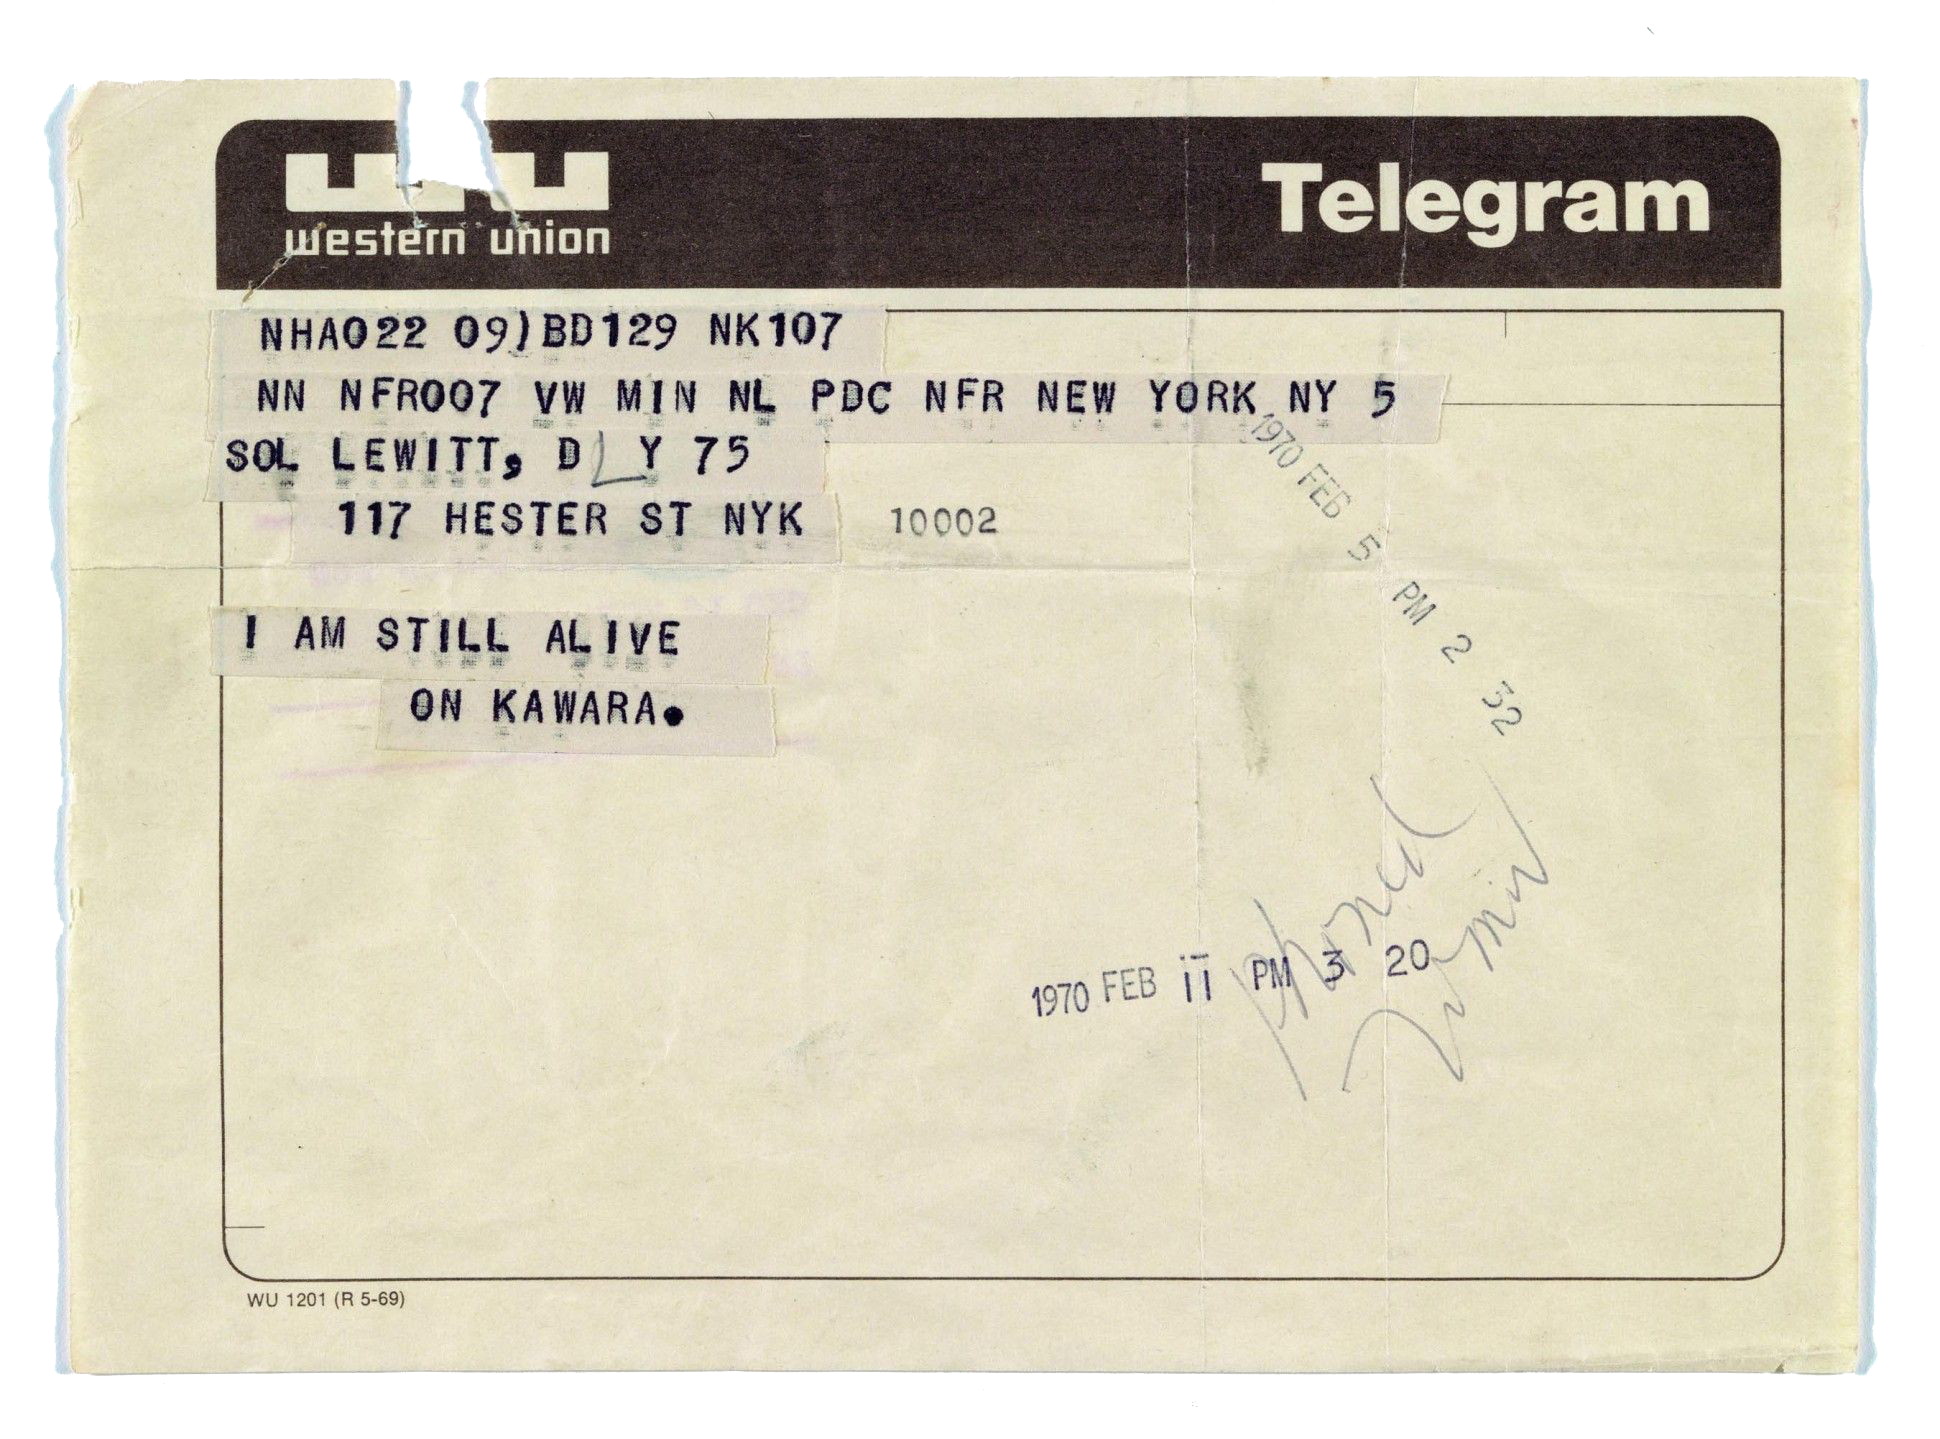 western union
Telegram
NHA022 09)BD129 NK107
NN NFR007 VW MIN NL PDC NFR NEW YORK NY 5
SOL LEWITT, DLY 75
117 HESTER ST NYK 10002
1970 FEB 5 PM 2 32
I AM STILL ALIVE
ON KAWARA.
Phoned
1970 FEB 11 PM 3 20
WU 1201 (R 5-69)